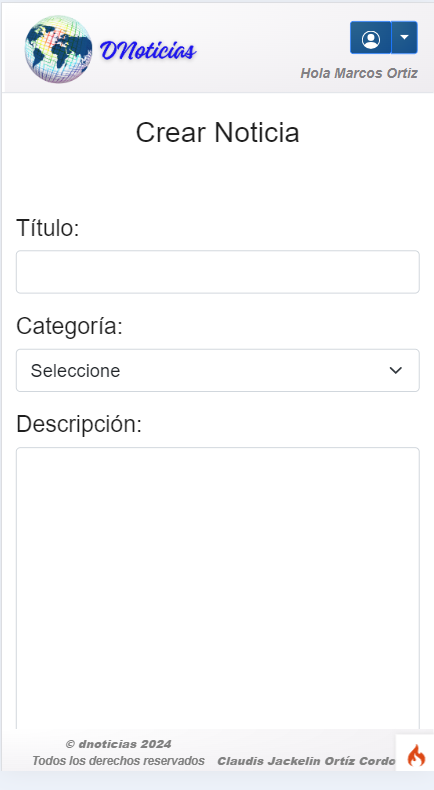 DNoticias
Hola Marcos Ortiz
Crear Noticia
Título:
Categoría:
Seleccione
Descripción:
© dnoticias 2024
Todos los derechos reservados Claudis Jackelin Ortíz Cordo